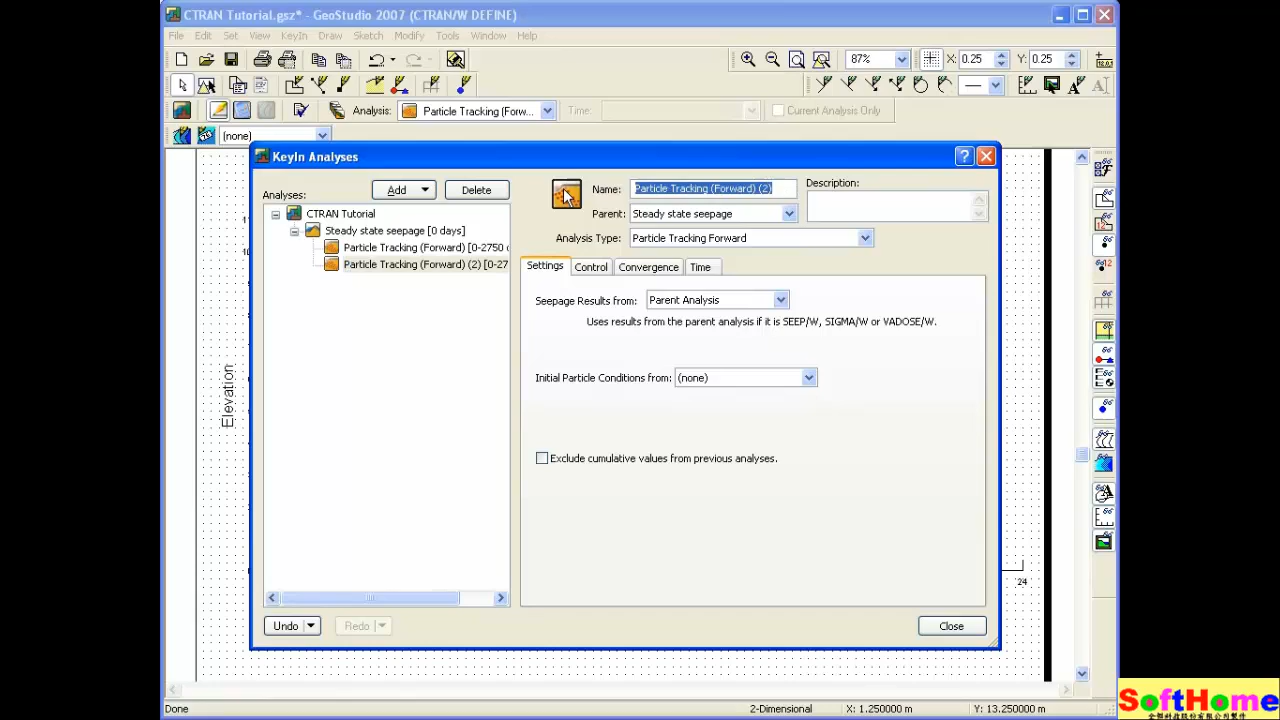 CTRAN Tutorial.gsz* - GeoStudio 2007 (CTRAN/W DEFINE)
File Edit Set View KeyIn Draw Sketch Modify Tools Window Help
87% X: 0.25 Y: 0.25
Analysis: Particle Tracking (Forw... Time: Current Analysis Only
(none)
KeyIn Analyses
Analyses: Add Delete
CTRAN Tutorial
Steady state seepage [0 days]
Particle Tracking (Forward) [0-2750
Particle Tracking (Forward) (2) [0-27
Name: Particle Tracking (Forward) (2)
Description:
Parent: Steady state seepage
Analysis Type: Particle Tracking Forward
Settings Control Convergence Time
Seepage Results from: Parent Analysis
Uses results from the parent analysis if it is SEEP/W, SIGMA/W or VADOSE/W.
Initial Particle Conditions from: (none)
Exclude cumulative values from previous analyses.
Undo Redo Close
Elevation
24
Done 2-Dimensional X: 1.250000 m Y: 13.250000 m
SoftHome